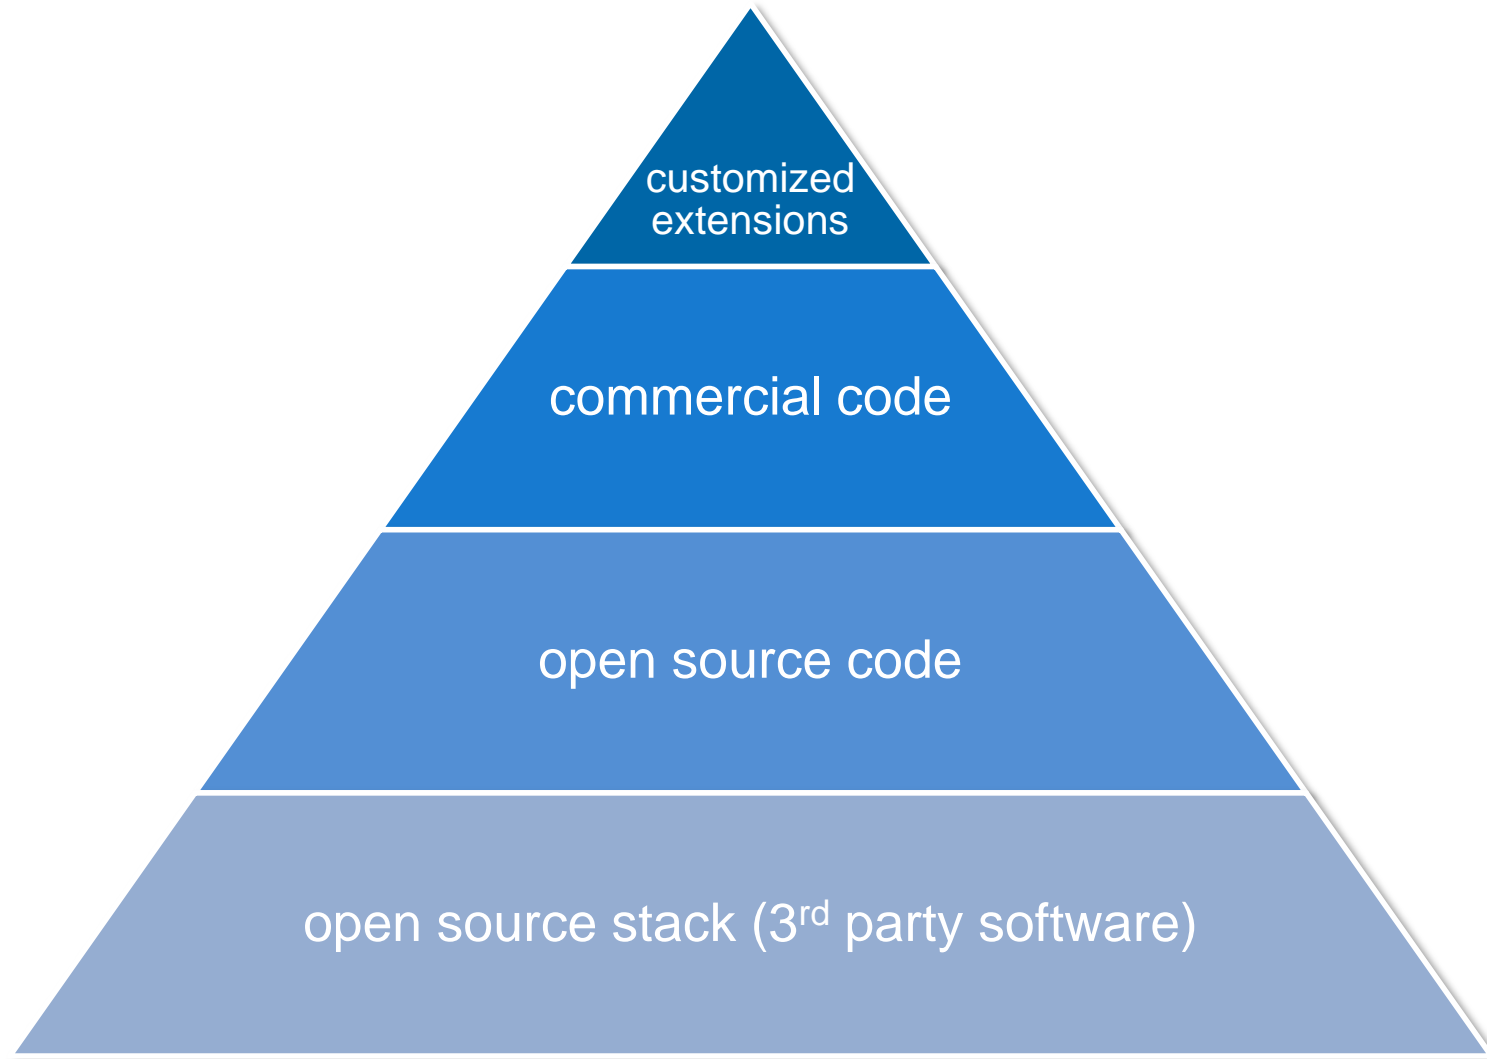 customized
extensions
commercial code
open source code
open source stack (3rd party software)